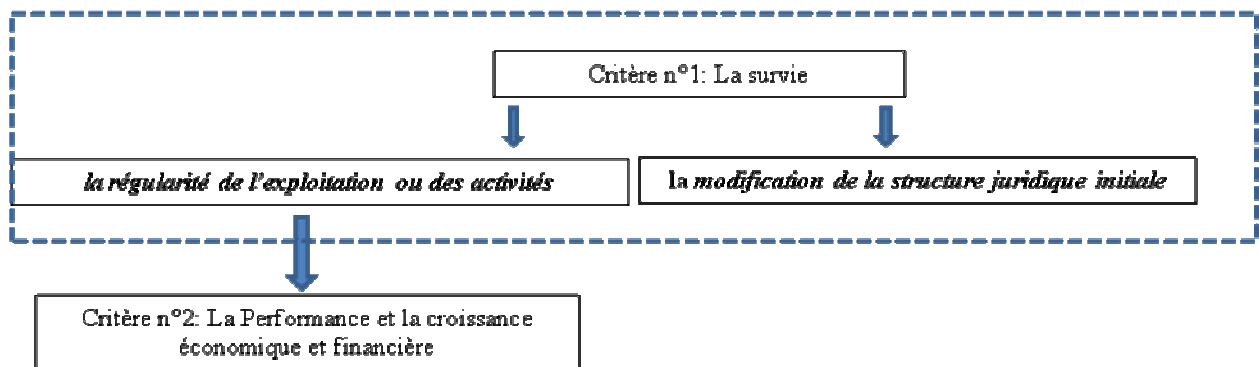 Critère n°1: La survie
la régularité de l'exploitation ou des activités
la modification de la structure juridique initiale
Critère n°2: La Performance et la croissance
économique et financière